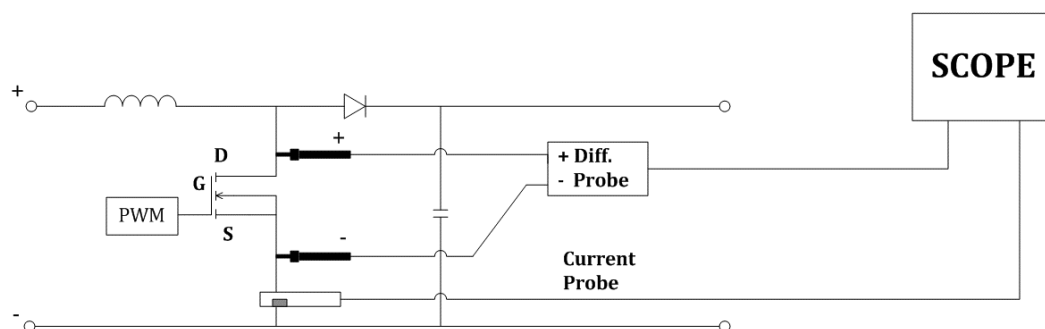 SCOPE
+
+
D
+ Diff.
G
- Probe
PWM
S
-
Current
Probe
-